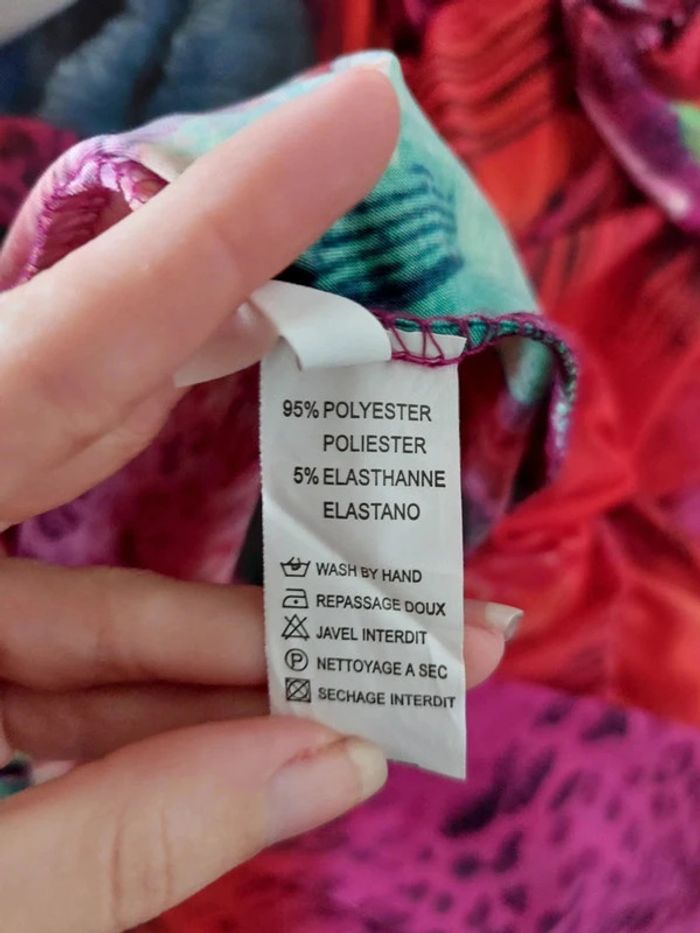 95% POLYESTER
POLIESTER
5% ELASTHANNE
ELASTANO
WASH BY HAND
REPASSAGE DOUX
JAVEL INTERDIT
P NETTOYAGE A SEC
SECHAGE INTERDIT